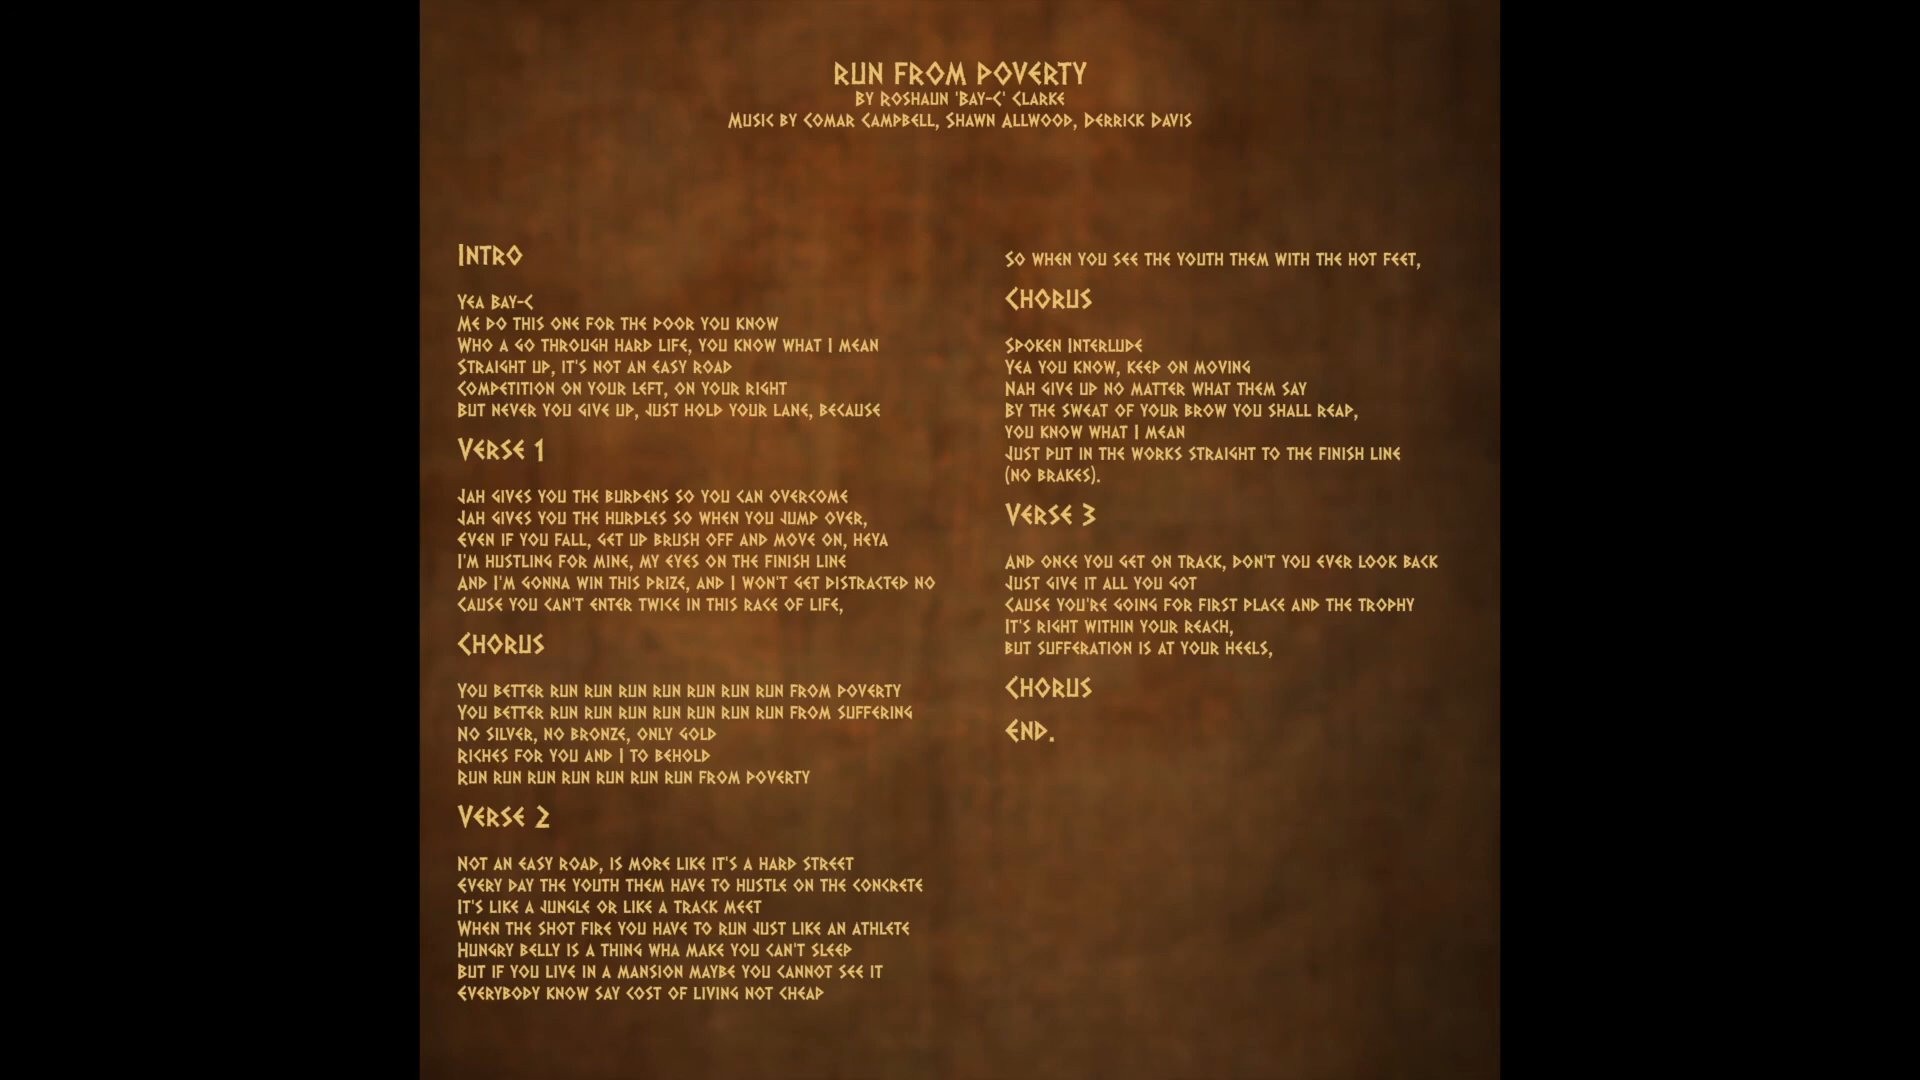 Run From Poverty
by Roshaun 'Bay-C' Clarke
Music by Comar Campbell, Shawn Allwood, Derrick Davis
Intro
Yea Bay-C
Me do this one for the poor you know
Who a go through hard life, you know what I mean
Straight up, it's not an easy road
Competition on your left, on your right
but never you give up, just hold your lane, because
Verse 1
Jah gives you the burdens so you can overcome
Jah gives you the hurdles so when you jump over,
Even if you fall, get up brush off and move on, heya
I'm hustling for mine, my eyes on the finish line
and I'm gonna win this prize, and I won't get distracted no
Cause you can't enter twice in this race of life,
Chorus
You better run run run run run run run from poverty
You better run run run run run run run from suffering
No silver, no bronze, only gold
Riches for you and I to behold
Run run run run run run run from poverty
Verse 2
Not an easy road, is more like it's a hard street
Every day the youth them have to hustle on the concrete
It's like a jungle or like a track meet
When the shot fire you have to run just like an athlete
Hungry belly is a thing wha make you can't sleep
but if you live in a mansion maybe you cannot see it
Everybody know say cost of living not cheap
So when you see the youth them with the hot feet,
Chorus
Spoken Interlude
Yea you know, keep on moving
Nah give up no matter what them say
By the sweat of your brow you shall reap,
you know what I mean
Just put in the works straight to the finish line
(no brakes).
Verse 3
and once you get on track, don't you ever look back
Just give it all you got
Cause you're going for first place and the trophy
It's right within your reach,
but sufferation is at your heels,
Chorus
End.